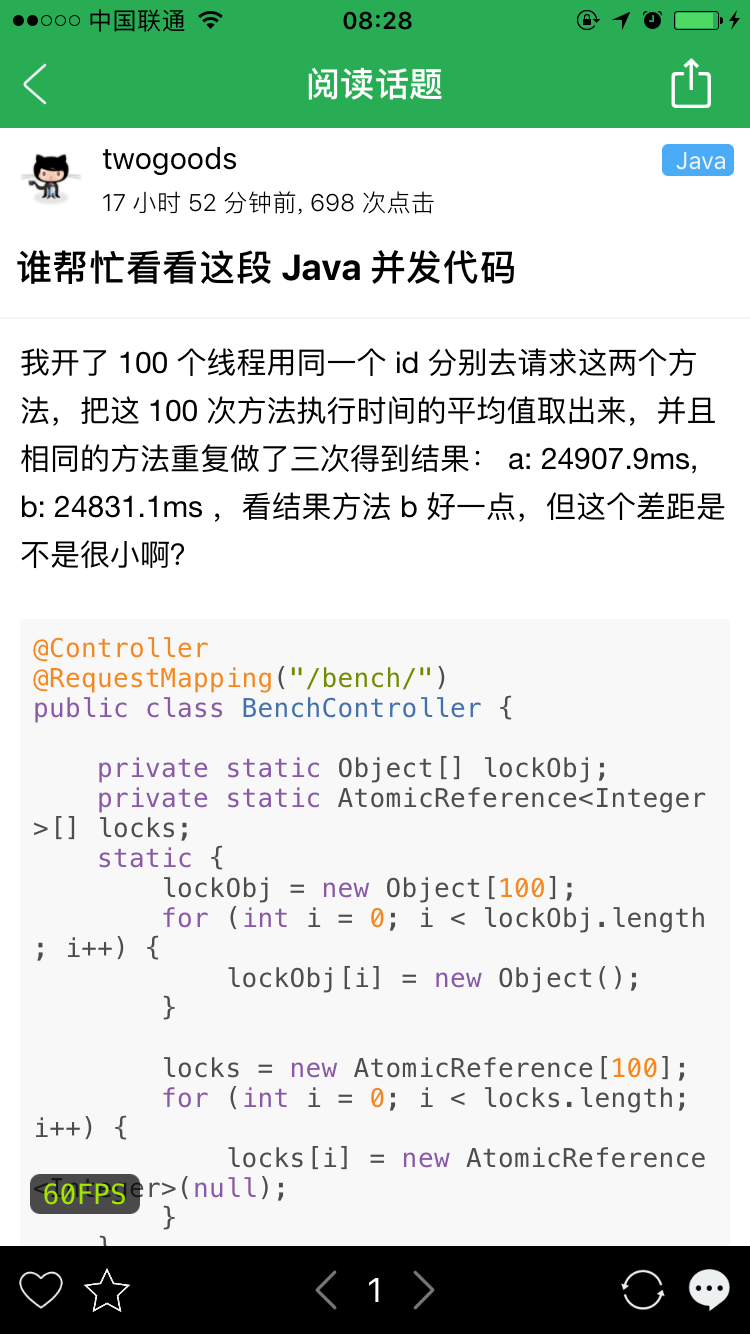 中国联通 08:28
阅读话题
twogoods Java
17 小时 52 分钟前, 698 次点击
谁帮忙看看这段 Java 并发代码
我开了 100 个线程用同一个 id 分别去请求这两个方
法，把这 100 次方法执行时间的平均值取出来，并且
相同的方法重复做了三次得到结果： a: 24907.9ms,
b: 24831.1ms ，看结果方法 b 好一点，但这个差距是
不是很小啊?
@Controller
@RequestMapping("/bench/")
public class BenchController {
private static Object[] lockObj;
private static AtomicReference<Integer
>[] locks;
static {
lockObj = new Object[100];
for (int i = 0; i < lockObj.length
; i++) {
lockObj[i] = new Object();
}
locks = new AtomicReference[100];
for (int i = 0; i < locks.length;
i++) {
locks[i] = new AtomicReference
<Integer>(null);
60FPS
}
}
1